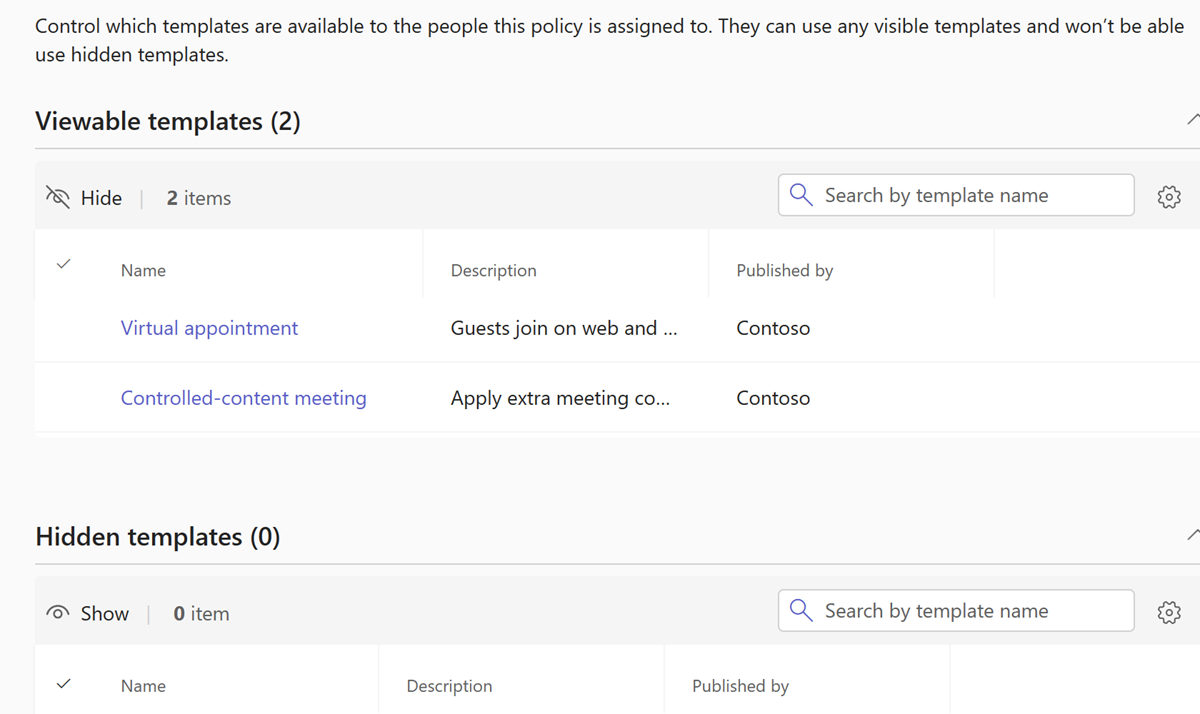 Control which templates are available to the people this policy is assigned to. They can use any visible templates and won’t be able
use hidden templates.
Viewable templates (2)
Hide | 2 items Search by template name
Name Description Published by
Virtual appointment Guests join on web and ... Contoso
Controlled-content meeting Apply extra meeting co... Contoso
Hidden templates (0)
Show | 0 item Search by template name
Name Description Published by